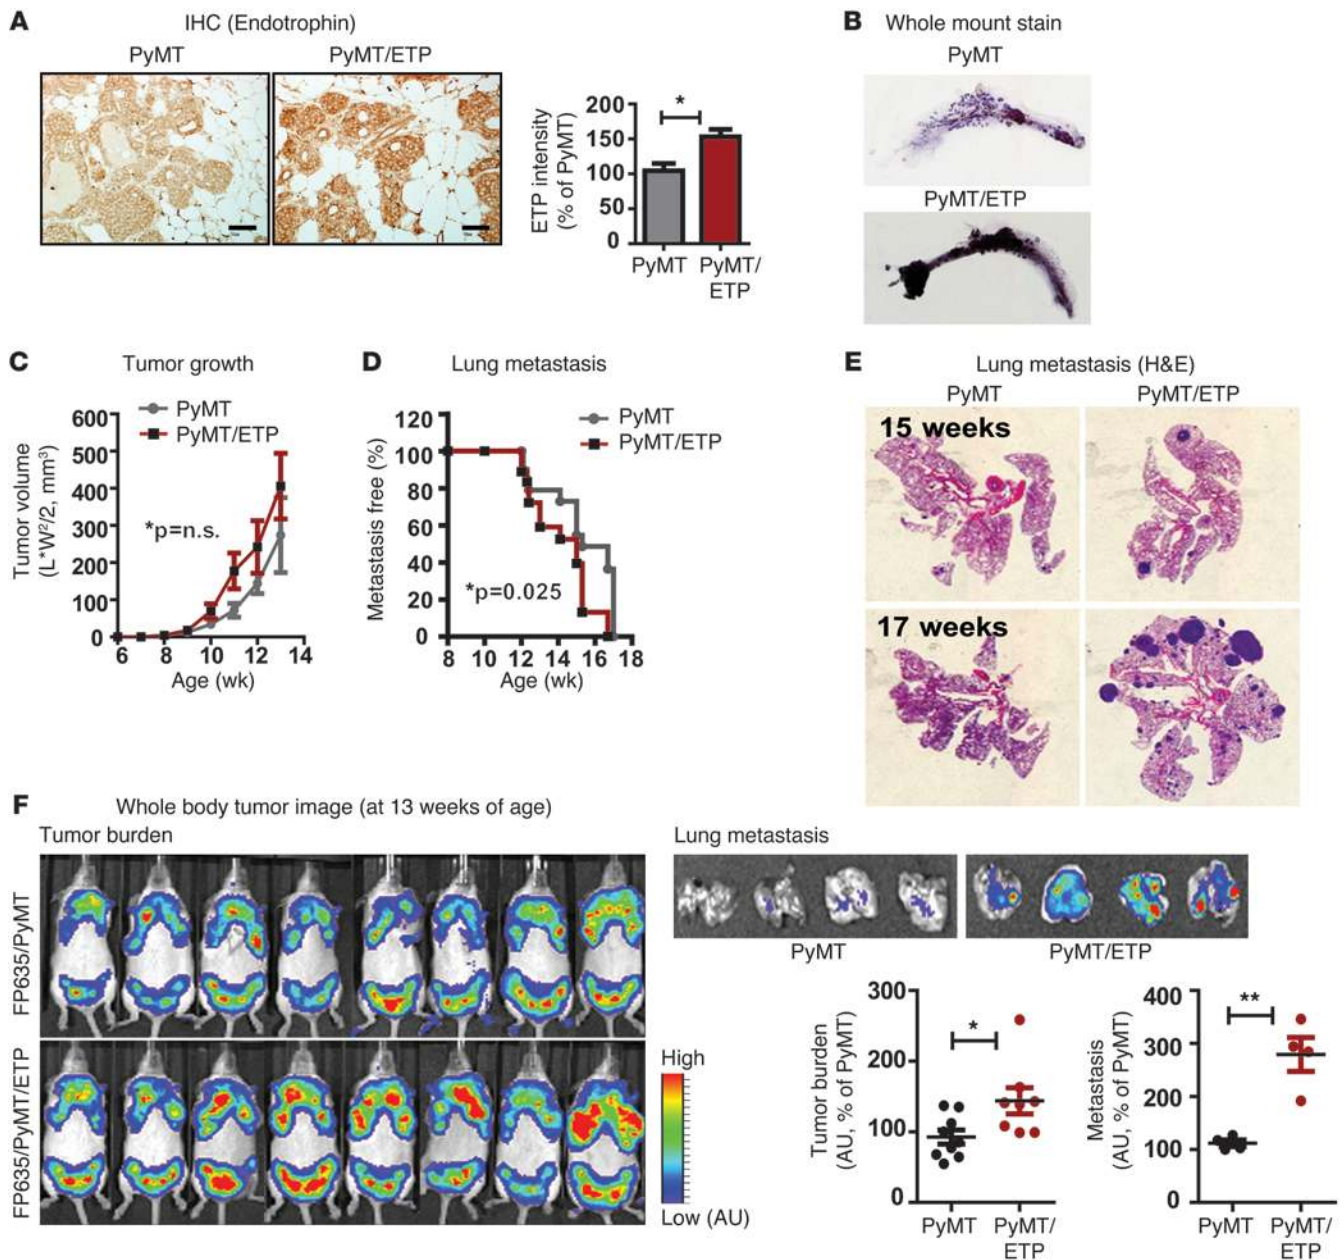 A
IHC (Endotrophin)
PyMT
PyMT/ETP
ETP intensity
(% of PyMT)
200
150
100
50
0
*
PyMT
PyMT/
ETP
B
Whole mount stain
PyMT
PyMT/ETP
C
Tumor growth
PyMT
PyMT/ETP
Tumor volume
(L*W²/2, mm³)
600
500
400
300
200
100
0
*p=n.s.
6 8 10 12 14
Age (wk)
D
Lung metastasis
PyMT
PyMT/ETP
Metastasis free (%)
120
100
80
60
40
20
0
*p=0.025
8 10 12 14 16 18
Age (wk)
E
Lung metastasis (H&E)
PyMT
PyMT/ETP
15 weeks
17 weeks
F
Whole body tumor image (at 13 weeks of age)
Tumor burden
FP635/PyMT
FP635/PyMT/ETP
High
Low (AU)
Lung metastasis
PyMT
PyMT/ETP
Tumor burden
(AU, % of PyMT)
300
200
100
0
*
PyMT
PyMT/
ETP
Metastasis
(AU, % of PyMT)
400
300
200
100
0
**
PyMT
PyMT/
ETP